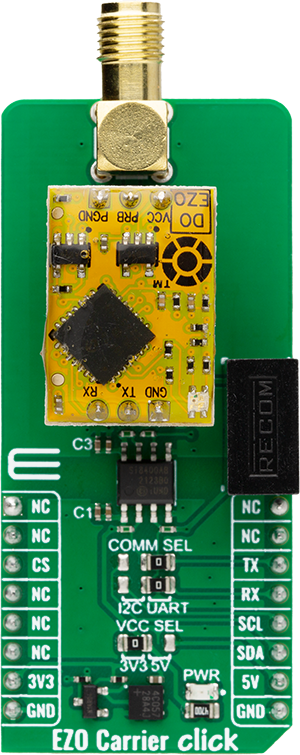 PGND PRB VCC
EZO
DO
TM
RX TX GND
RECOM
C3
C1
COMM SEL
I2C UART
VCC SEL
3V3 5V
PWR
NC
NC
CS
NC
NC
NC
3V3
GND
NC
NC
TX
RX
SCL
SDA
5V
GND
EZO Carrier click